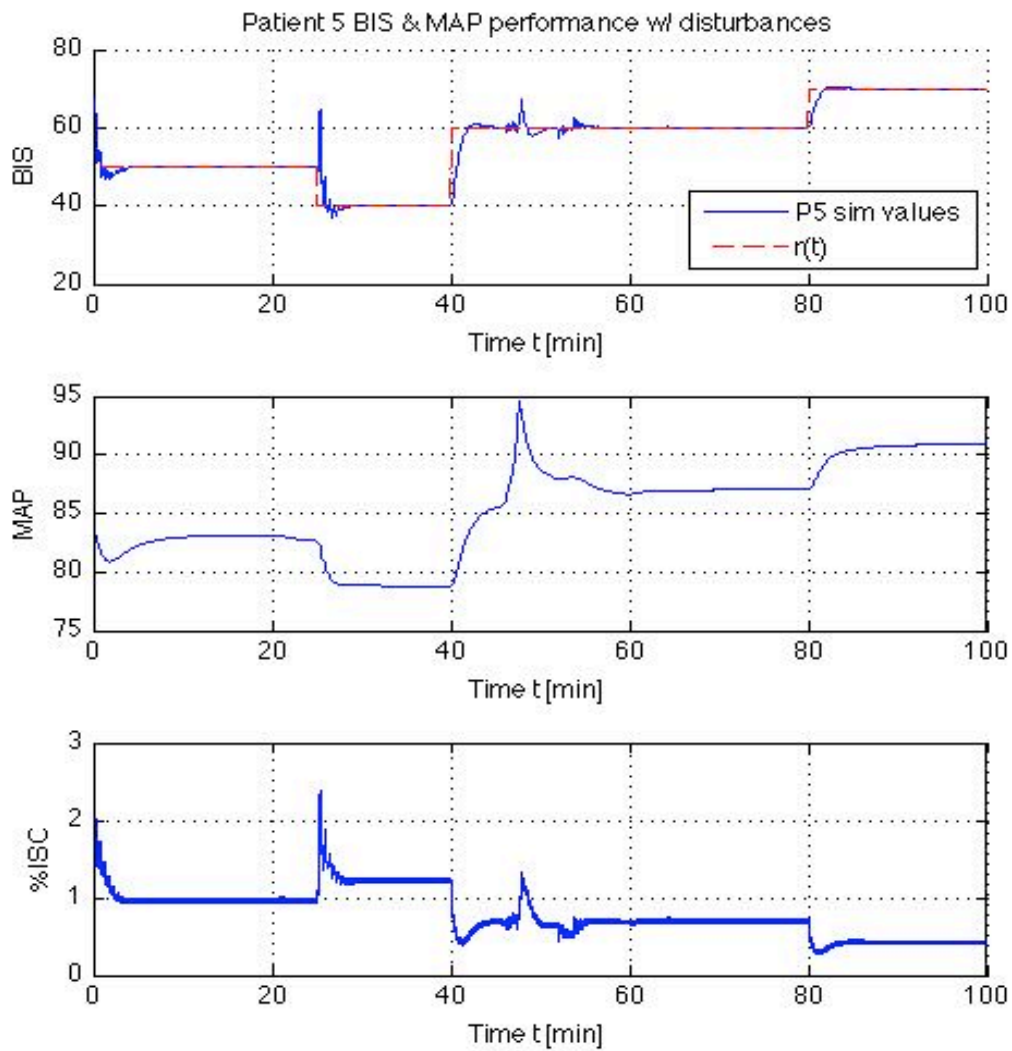 Patient 5 BIS & MAP performance w/ disturbances
80
60
40
20
BIS
P5 sim values
r(t)
0 20 40 60 80 100
Time t [min]
95
90
85
80
75
MAP
0 20 40 60 80 100
Time t [min]
3
2
1
0
%ISC
0 20 40 60 80 100
Time t [min]